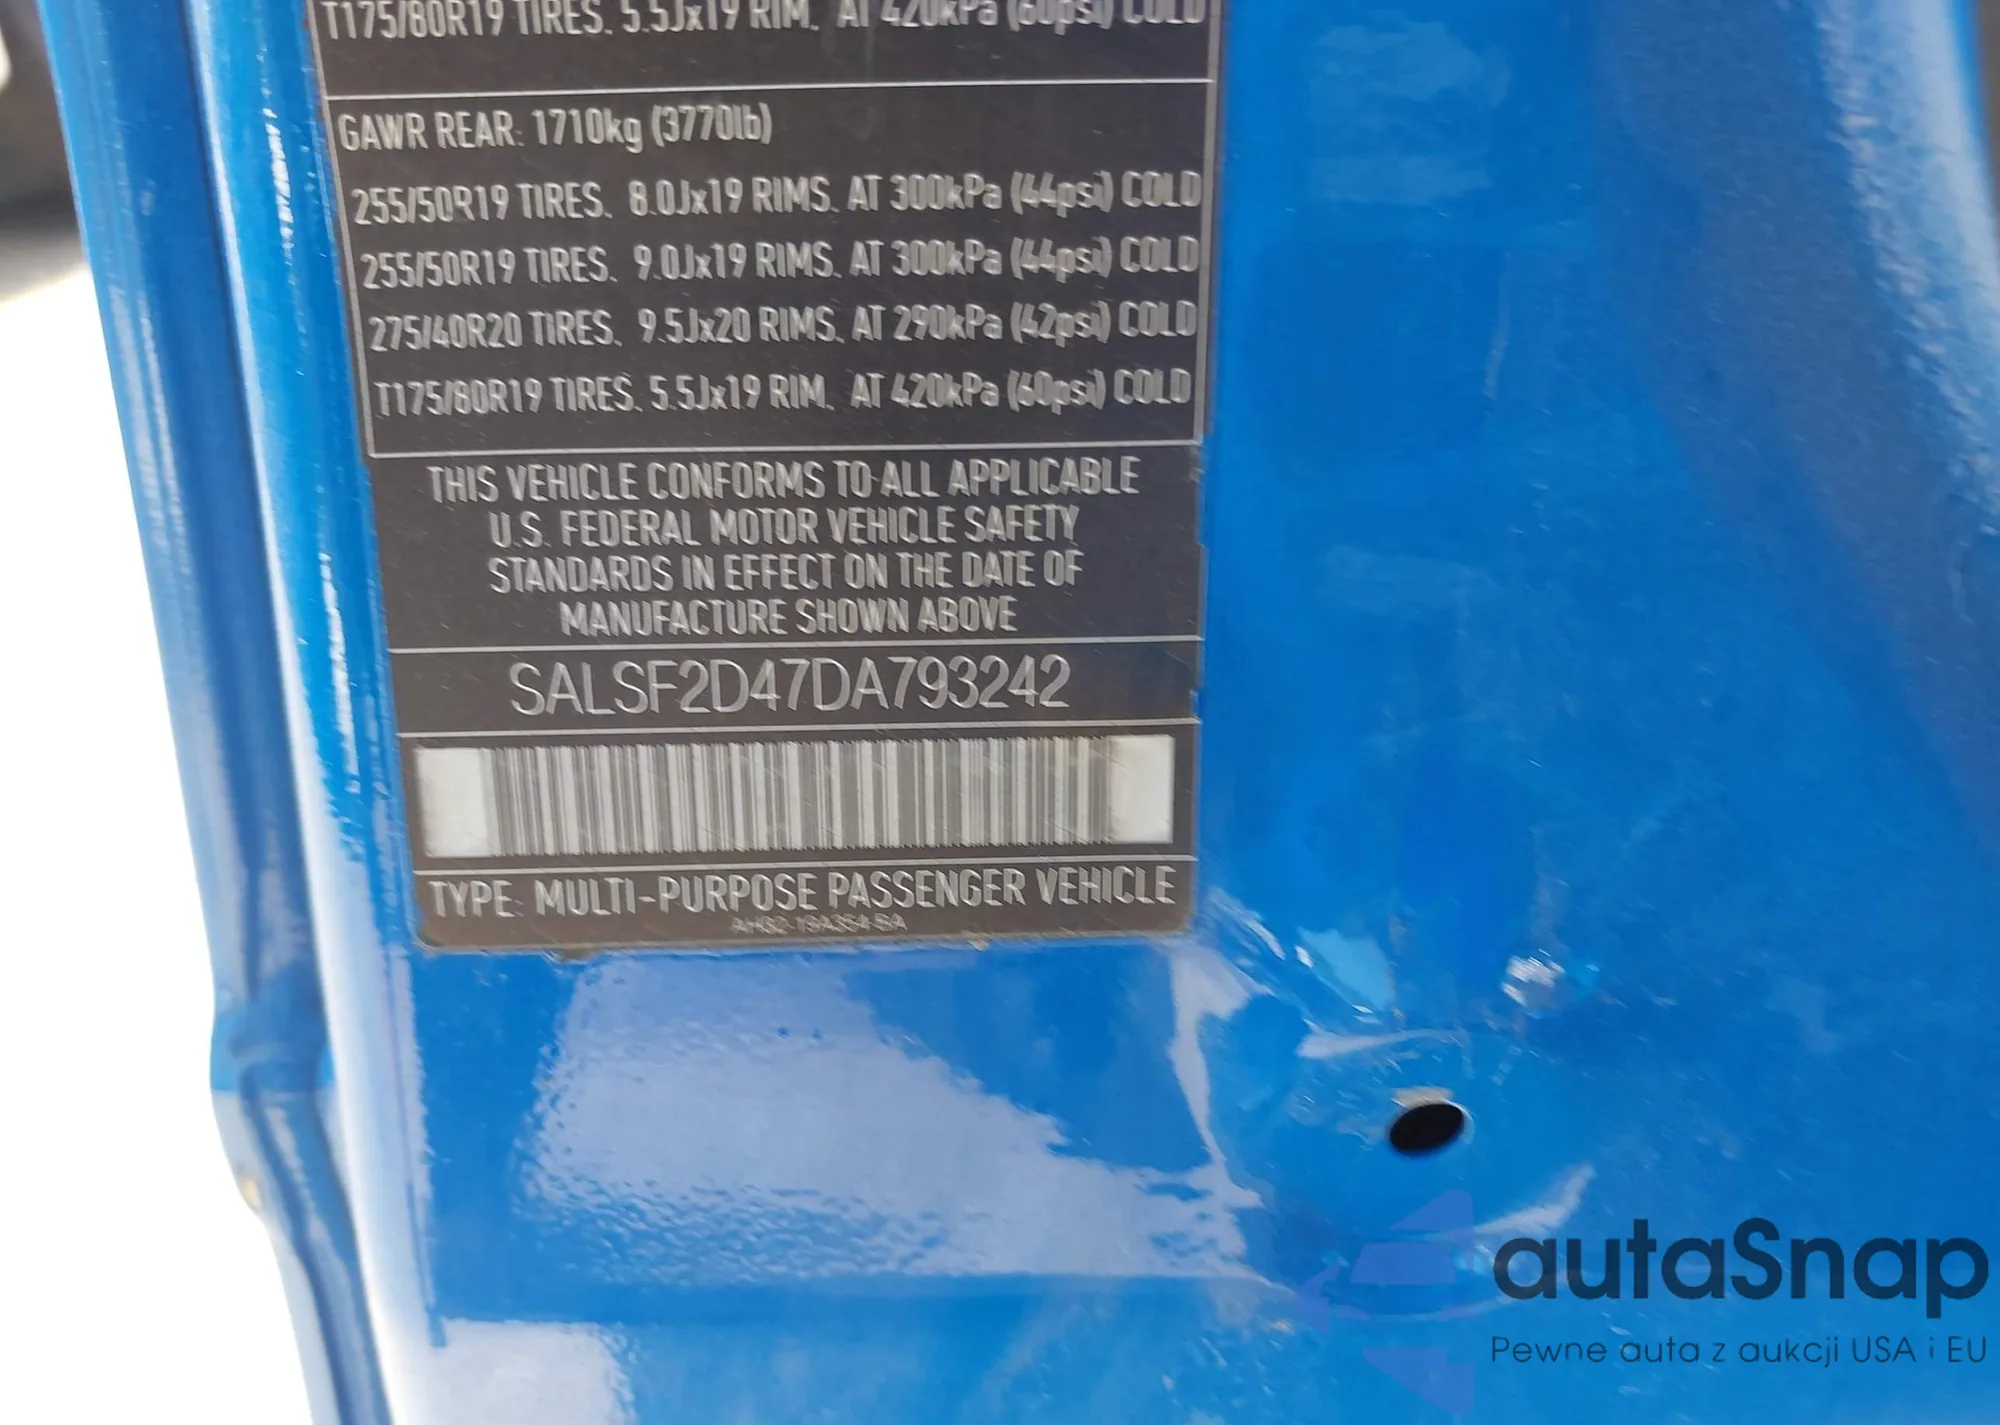 T175/80R19 TIRES. 5.5Jx19 RIM. AT 420kPa (60psi) COLD
GAWR REAR: 1710kg (3770lb)
255/50R19 TIRES. 8.0Jx19 RIMS. AT 300kPa (44psi) COLD
255/50R19 TIRES. 9.0Jx19 RIMS. AT 300kPa (44psi) COLD
275/40R20 TIRES. 9.5Jx20 RIMS. AT 290kPa (42psi) COLD
T175/80R19 TIRES. 5.5Jx19 RIM. AT 420kPa (60psi) COLD
THIS VEHICLE CONFORMS TO ALL APPLICABLE
U.S. FEDERAL MOTOR VEHICLE SAFETY
STANDARDS IN EFFECT ON THE DATE OF
MANUFACTURE SHOWN ABOVE
SALSF2D47DA793242
TYPE: MULTI-PURPOSE PASSENGER VEHICLE
autaSnap
Pewne auta z aukcji USA i EU